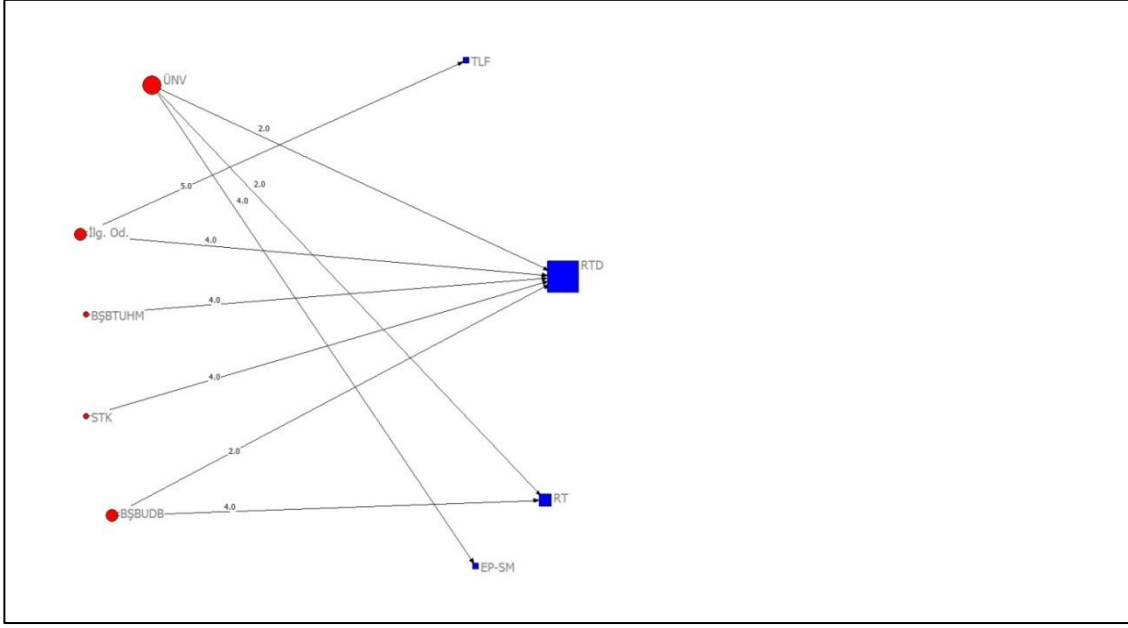 TLF
ÜNV
2.0
5.0
2.0
4.0
İlg. Od.
4.0
RTD
4.0
BŞBTUHM
4.0
STK
2.0
RT
4.0
BŞBUDB
EP-SM